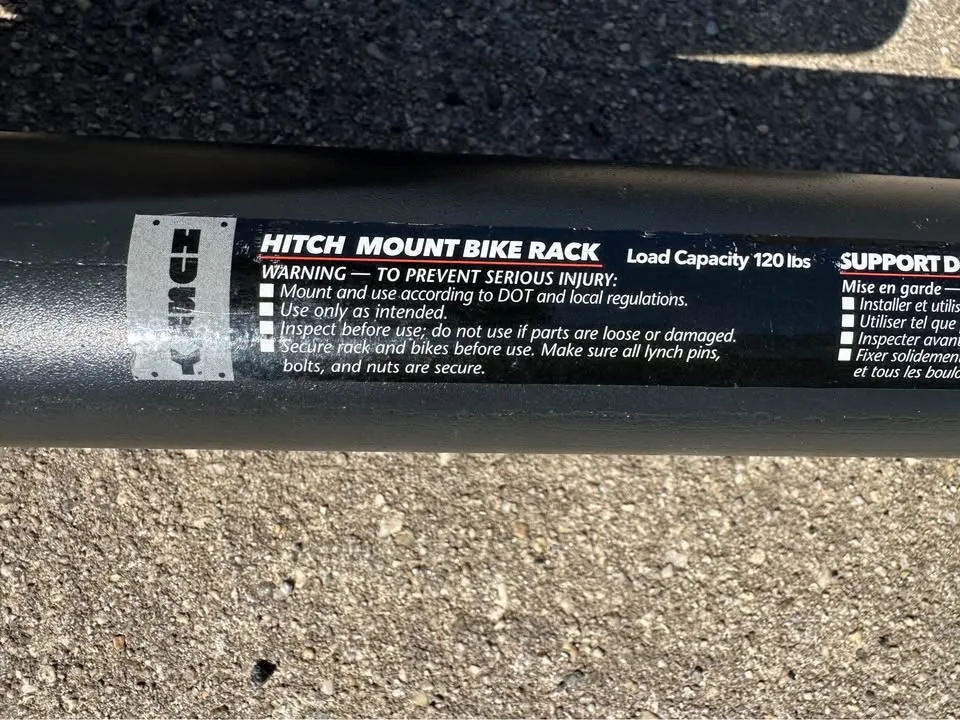 HUSKY
HITCH MOUNT BIKE RACK
Load Capacity 120 lbs
WARNING — TO PREVENT SERIOUS INJURY:
■ Mount and use according to DOT and local regulations.
■ Use only as intended.
■ Inspect before use; do not use if parts are loose or damaged.
■ Secure rack and bikes before use. Make sure all lynch pins,
bolts, and nuts are secure.
SUPPORT D
Mise en garde —
■ Installer et utilis
■ Utiliser tel que
■ Inspecter avant
■ Fixer solidemen
et tous les boulo